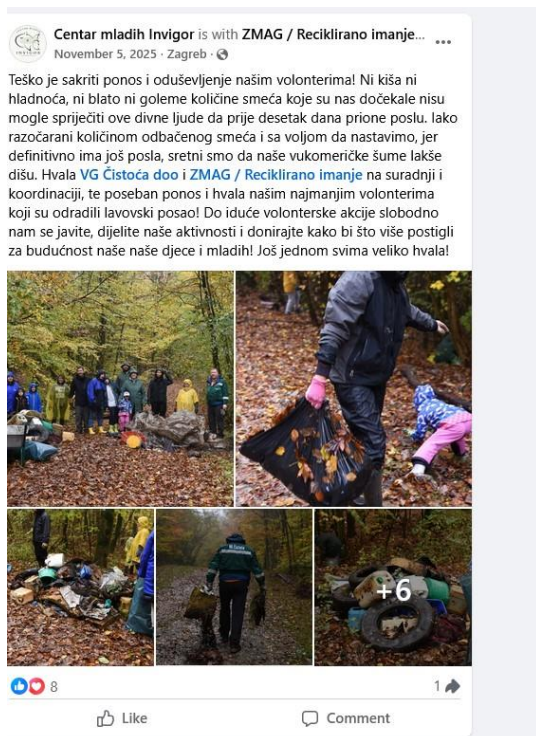 Centar mladih Invigor is with ZMAG / Reciklirano imanje...
November 5, 2025 · Zagreb ·
Teško je sakriti ponos i oduševljenje našim volonterima! Ni kiša ni
hladnoća, ni blato ni goleme količine smeća koje su nas dočekale nisu
mogle spriječiti ove divne ljude da prije desetak dana prione poslu. Iako
razočarani količinom odbačenog smeća i sa voljom da nastavimo, jer
definitivno ima još posla, sretni smo da naše vukomeričke šume lakše
dišu. Hvala VG Čistoća doo i ZMAG / Reciklirano imanje na suradnji i
koordinaciji, te poseban ponos i hvala našim najmanjim volonterima
koji su odradili lavovski posao! Do iduće volonterske akcije slobodno
nam se javite, dijelite naše aktivnosti i donirajte kako bi što više postigli
za budućnost naše naše djece i mladih! Još jednom svima veliko hvala!
+6
8
1
Like
Comment